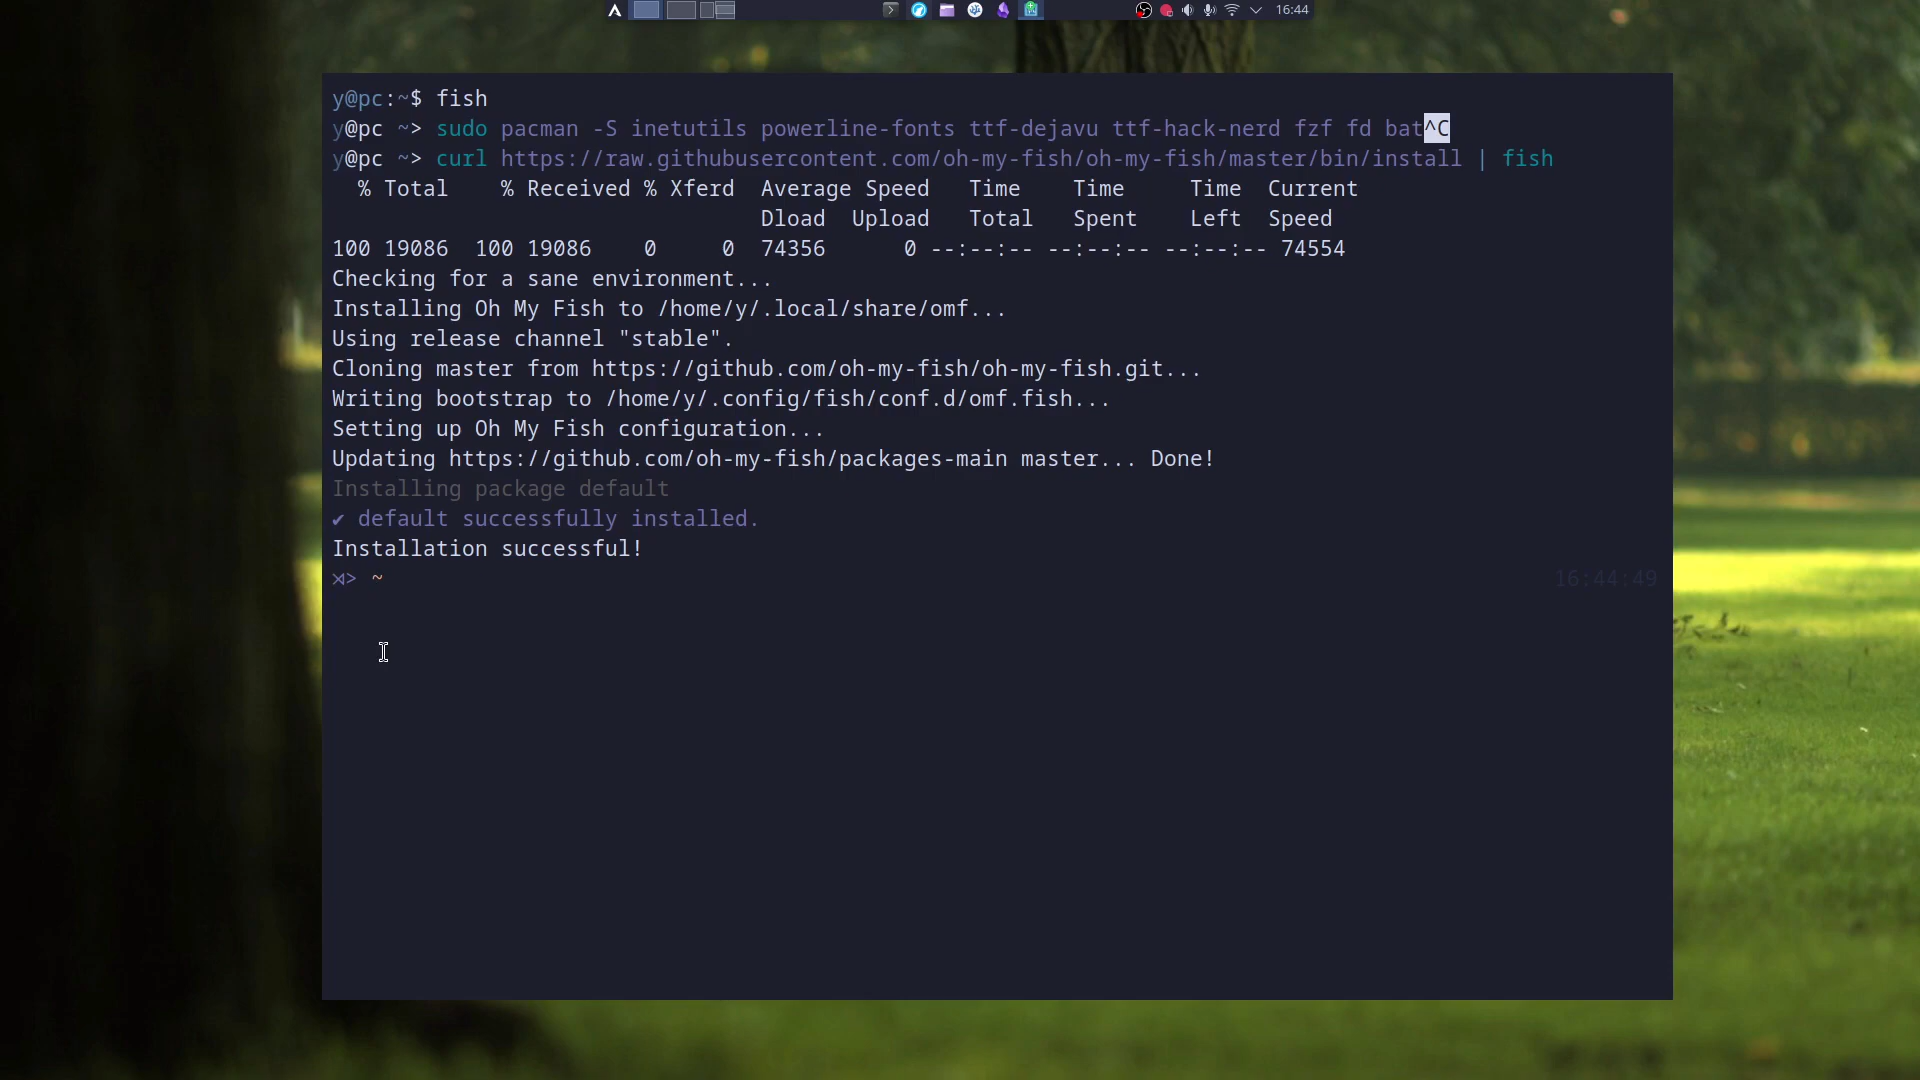 16:44
y@pc:~$ fish
y@pc ~> sudo pacman -S inetutils powerline-fonts ttf-dejavu ttf-hack-nerd fzf fd bat^C
y@pc ~> curl https://raw.githubusercontent.com/oh-my-fish/oh-my-fish/master/bin/install | fish
% Total % Received % Xferd Average Speed Time Time Time Current
Dload Upload Total Spent Left Speed
100 19086 100 19086 0 0 74356 0 --:--:-- --:--:-- --:--:-- 74554
Checking for a sane environment...
Installing Oh My Fish to /home/y/.local/share/omf...
Using release channel "stable".
Cloning master from https://github.com/oh-my-fish/oh-my-fish.git...
Writing bootstrap to /home/y/.config/fish/conf.d/omf.fish...
Setting up Oh My Fish configuration...
Updating https://github.com/oh-my-fish/packages-main master... Done!
Installing package default
✔ default successfully installed.
Installation successful!
⋊> ~ 16:44:49